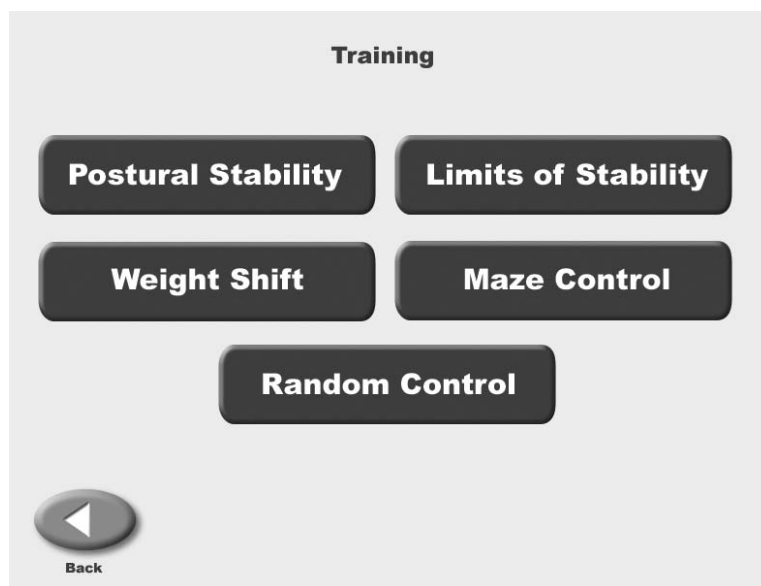 Training
Postural Stability
Limits of Stability
Weight Shift
Maze Control
Random Control
Back